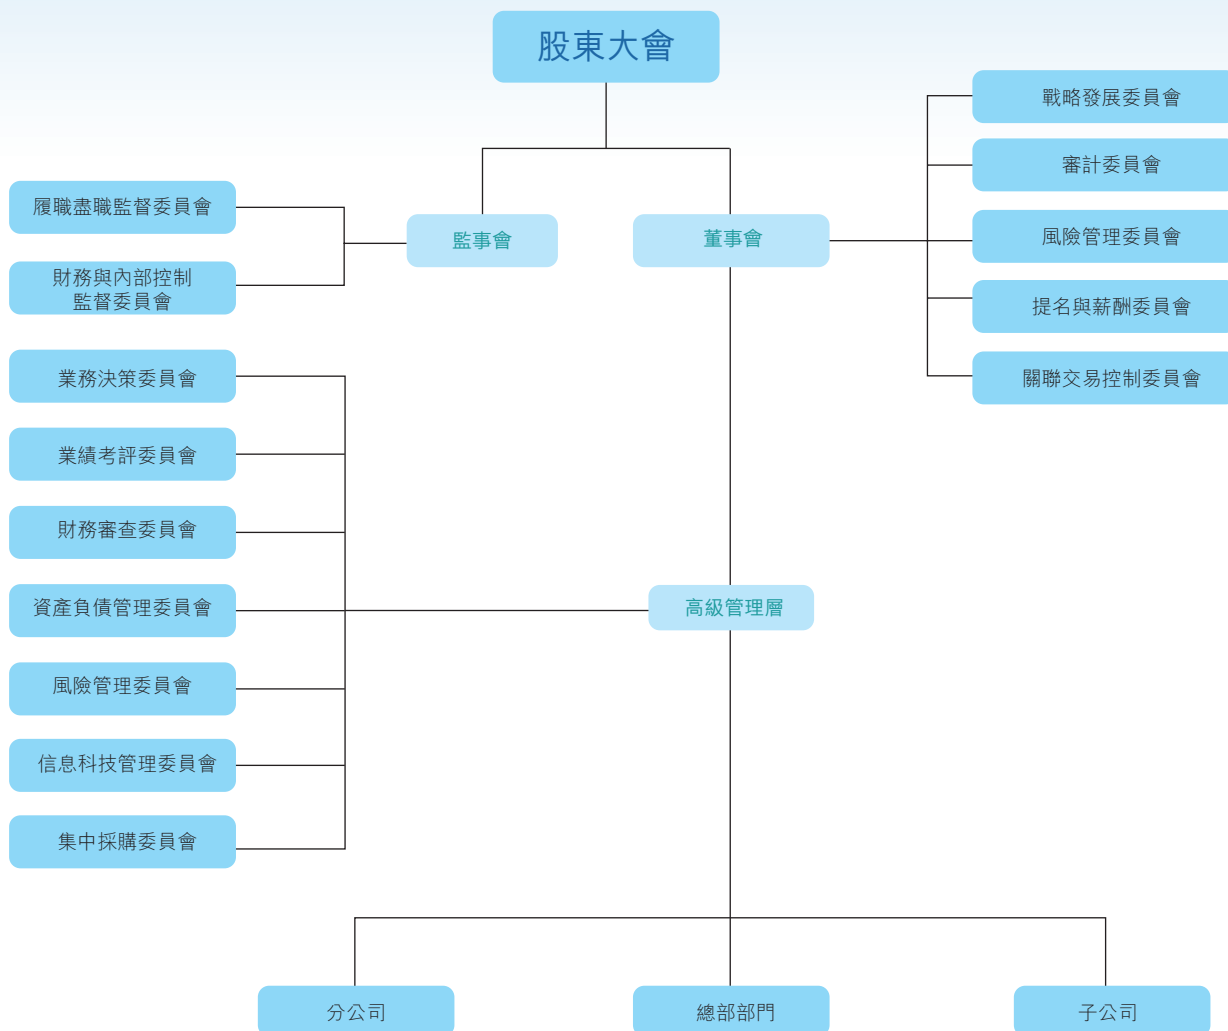 股東大會
戰略發展委員會
審計委員會
風險管理委員會
提名與薪酬委員會
關聯交易控制委員會
監事會
董事會
履職盡職監督委員會
財務與內部控制
監督委員會
業務決策委員會
業績考評委員會
財務審查委員會
資產負債管理委員會
風險管理委員會
信息科技管理委員會
集中採購委員會
高級管理層
分公司
總部部門
子公司